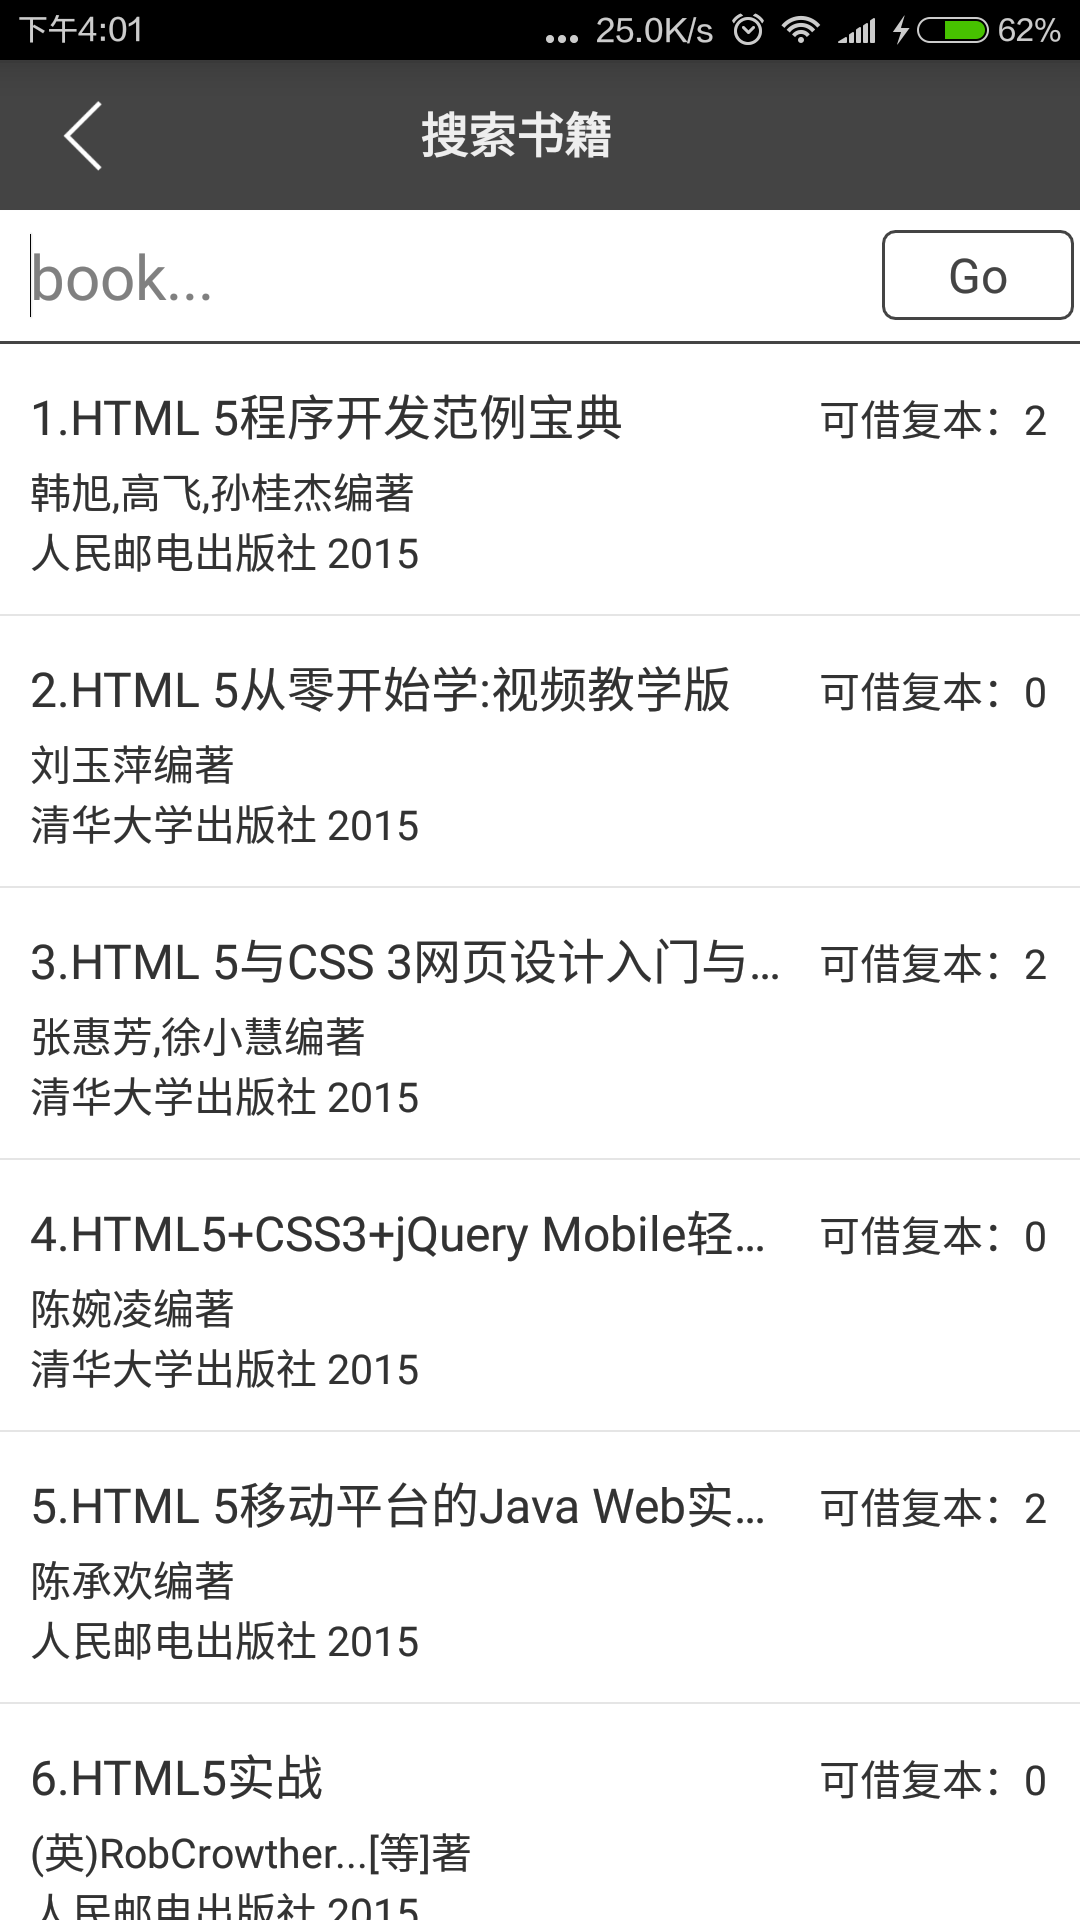 下午4:01 ... 25.0K/s 62%
搜索书籍
book...
Go
1.HTML 5程序开发范例宝典 可借复本：2
韩旭,高飞,孙桂杰编著
人民邮电出版社 2015
2.HTML 5从零开始学:视频教学版 可借复本：0
刘玉萍编著
清华大学出版社 2015
3.HTML 5与CSS 3网页设计入门与... 可借复本：2
张惠芳,徐小慧编著
清华大学出版社 2015
4.HTML5+CSS3+jQuery Mobile轻... 可借复本：0
陈婉凌编著
清华大学出版社 2015
5.HTML 5移动平台的Java Web实... 可借复本：2
陈承欢编著
人民邮电出版社 2015
6.HTML5实战 可借复本：0
(英)RobCrowther...[等]著
人民邮电出版社 2015